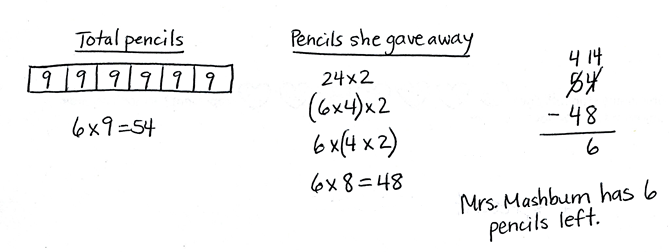 Total pencils
9 9 9 9 9 9
6x9=54
Pencils she gave away
24x2
(6x4)x2
6x(4x2)
6x8=48
4 14
54
- 48
6
Mrs. Mashburn has 6
pencils left.